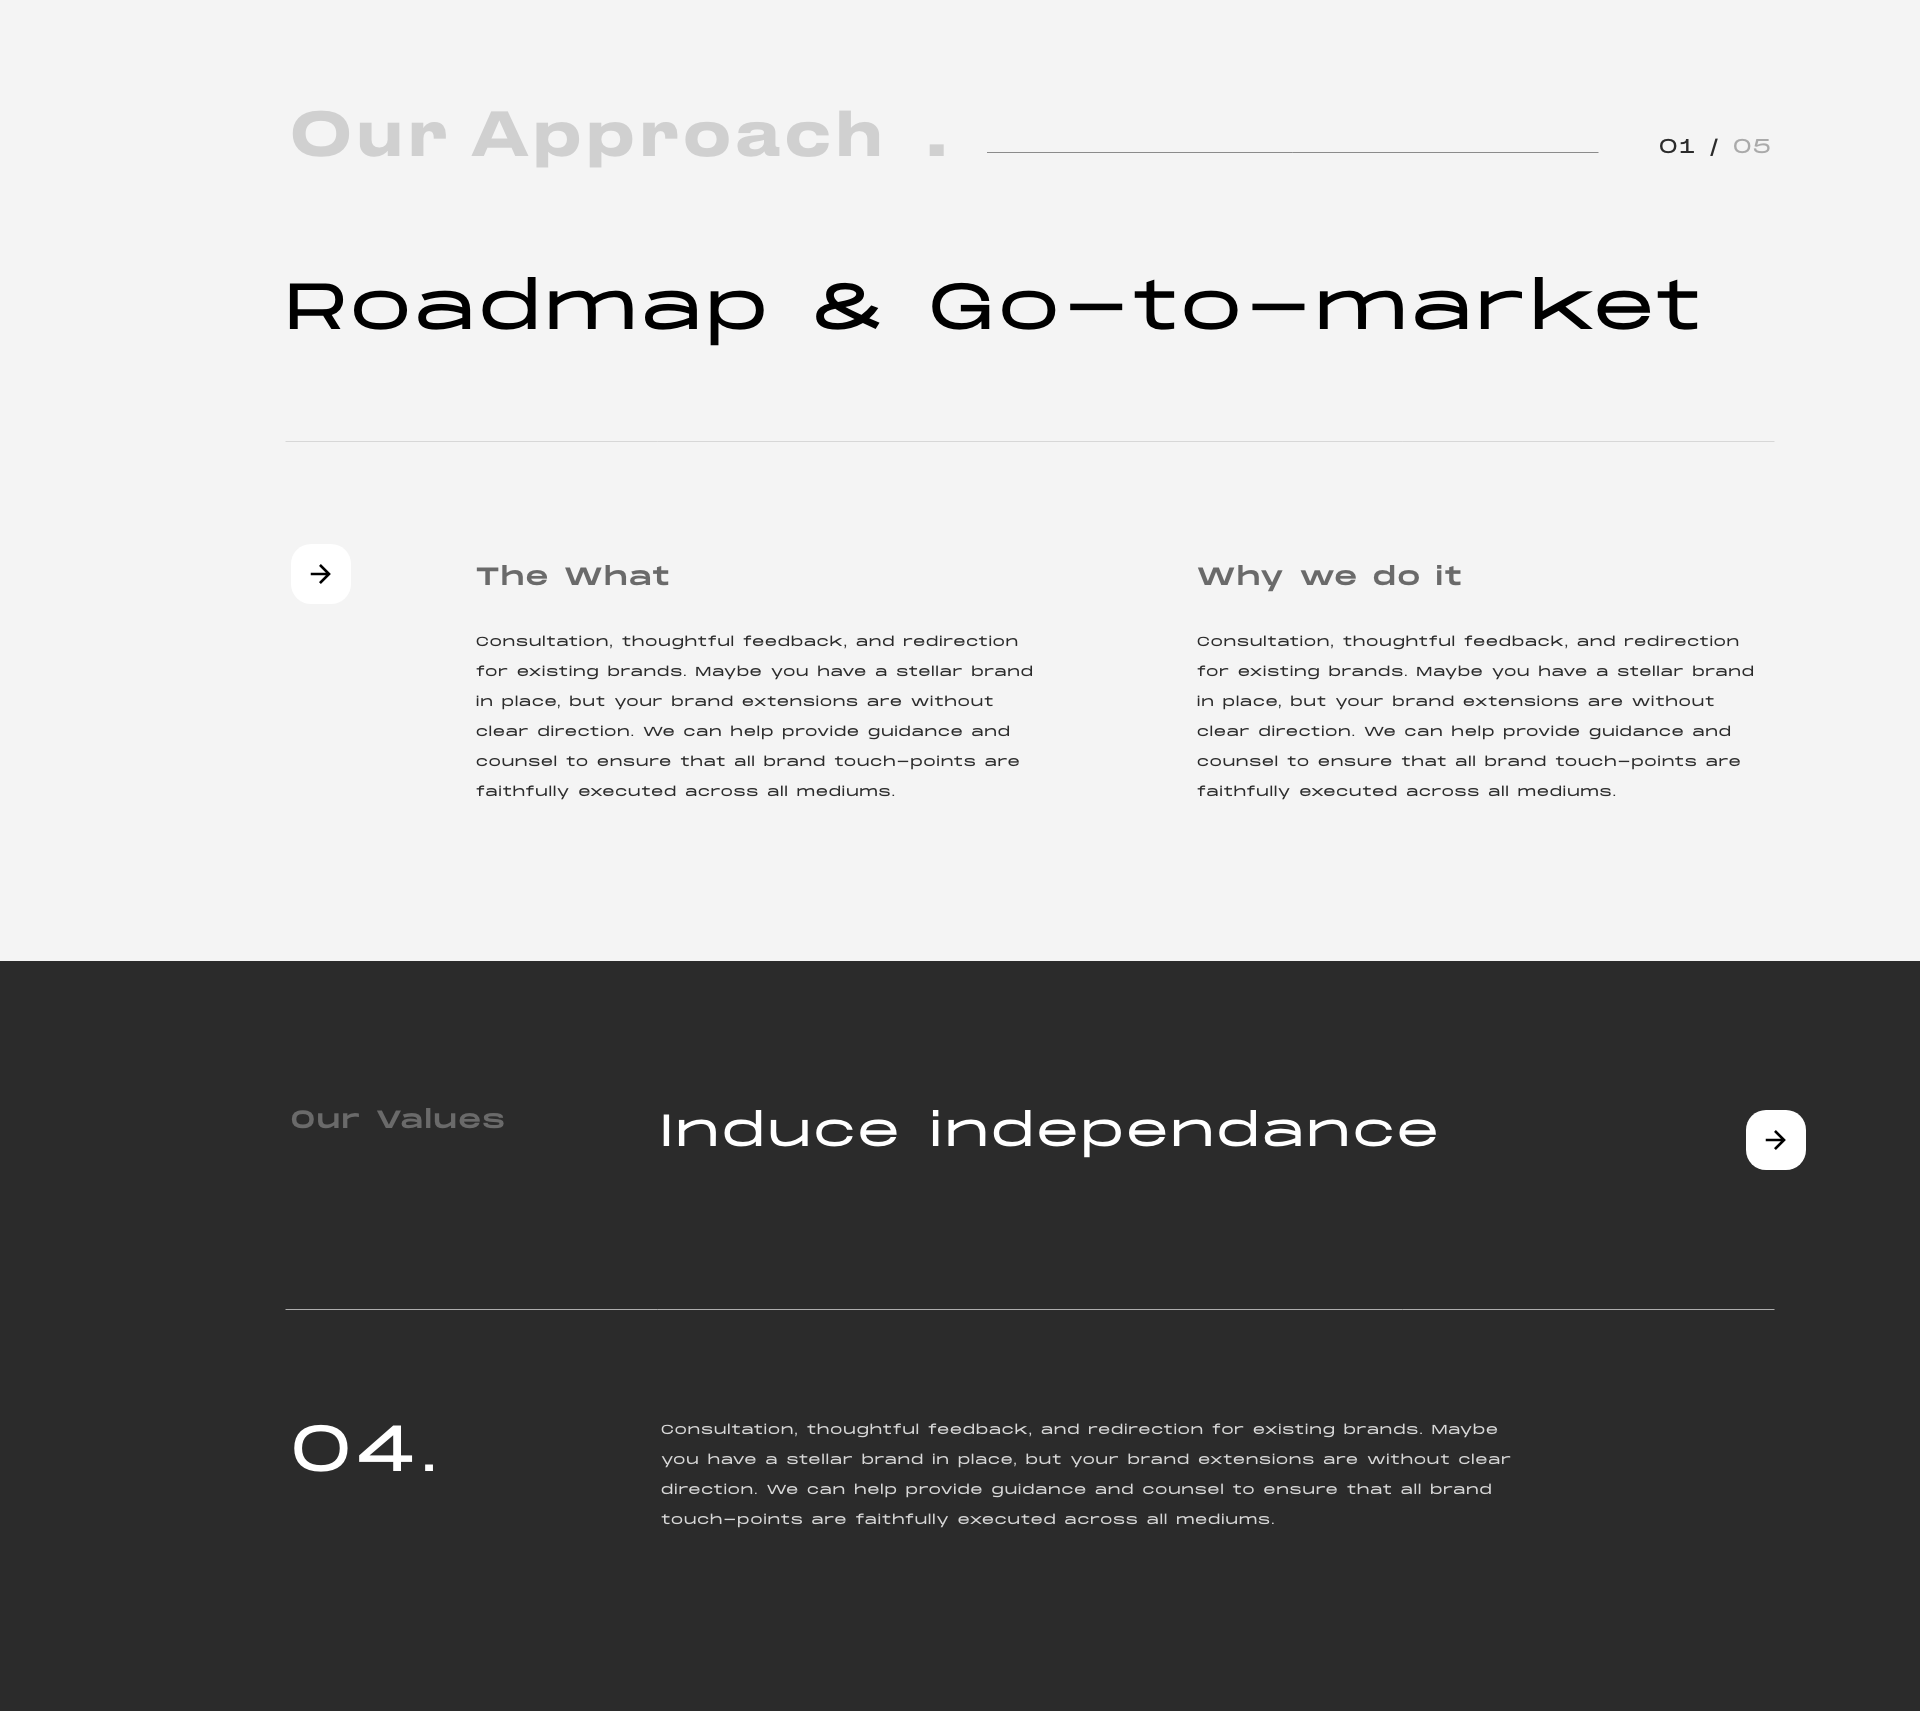 Our Approach .
01 / 05
Roadmap & Go-to-market
The What
Consultation, thoughtful feedback, and redirection
for existing brands. Maybe you have a stellar brand
in place, but your brand extensions are without
clear direction. We can help provide guidance and
counsel to ensure that all brand touch-points are
faithfully executed across all mediums.
Why we do it
Consultation, thoughtful feedback, and redirection
for existing brands. Maybe you have a stellar brand
in place, but your brand extensions are without
clear direction. We can help provide guidance and
counsel to ensure that all brand touch-points are
faithfully executed across all mediums.
Our Values
Induce independance
04.
Consultation, thoughtful feedback, and redirection for existing brands. Maybe
you have a stellar brand in place, but your brand extensions are without clear
direction. We can help provide guidance and counsel to ensure that all brand
touch-points are faithfully executed across all mediums.